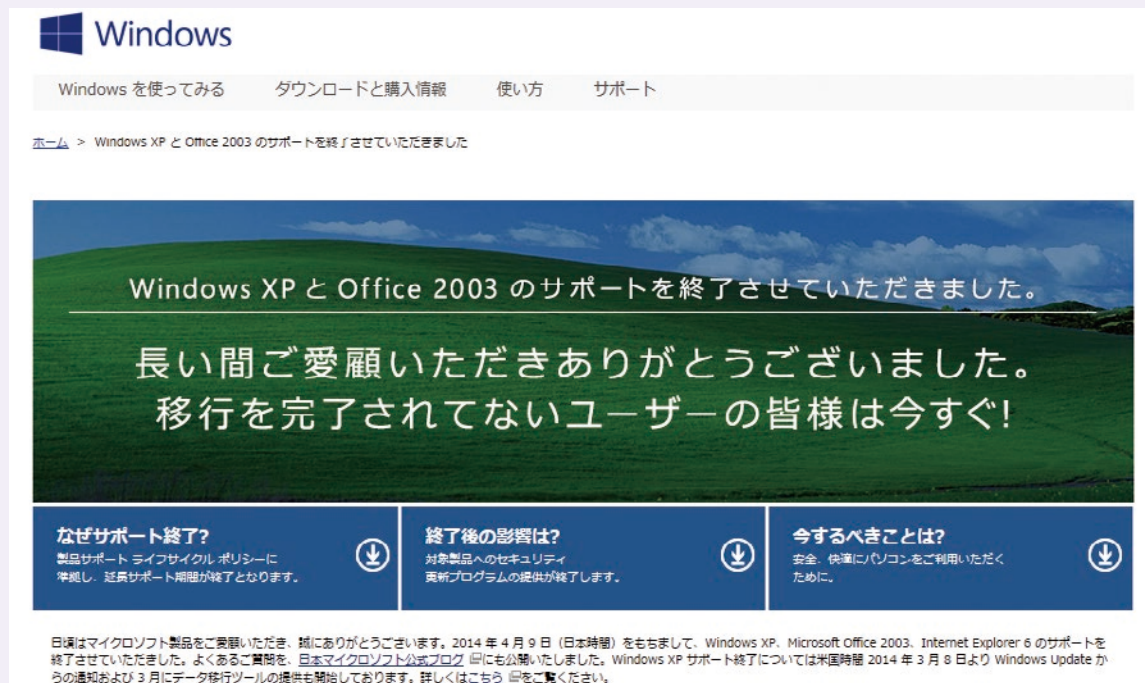 Windows
Windows を使ってみる ダウンロードと購入情報 使い方 サポート
ホーム > Windows XP と Office 2003 のサポートを終了させていただきました
Windows XP と Office 2003 のサポートを終了させていただきました。
長い間ご愛顧いただきありがとうございました。
移行を完了されてないユーザーの皆様は今すぐ!
なぜサポート終了?
製品サポート ライフサイクル ポリシーに
準拠し、延長サポート期間が終了となります。
終了後の影響は?
対象製品へのセキュリティ
更新プログラムの提供が終了します。
今するべきことは?
安全、快適にパソコンをご利用いただく
ために。
日頃はマイクロソフト製品をご愛顧いただき、誠にありがとうございます。2014 年 4 月 9 日（日本時間）をもちまして、Windows XP、Microsoft Office 2003、Internet Explorer 6 のサポートを
終了させていただきした。よくあるご質問を、日本マイクロソフト公式ブログ にも公開いたしました。Windows XP サポート終了については米国時間 2014 年 3 月 8 日より Windows Update か
らの通知および 3 月にデータ移行ツールの提供も開始しております。詳しくはこちら をご覧ください。